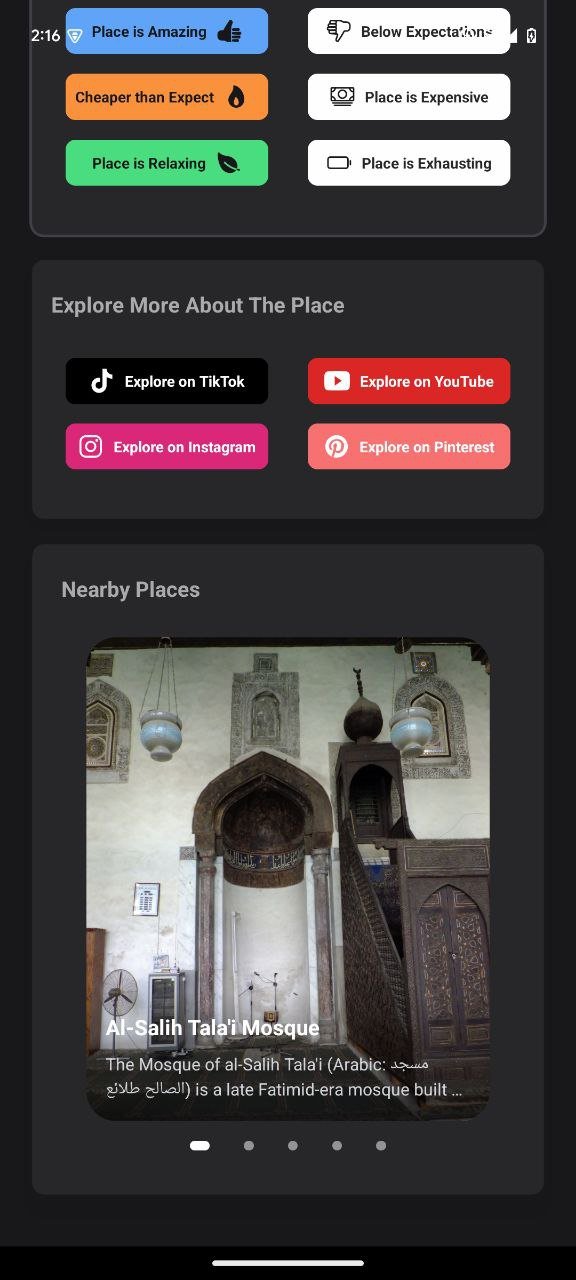 Place is Amazing
Below Expectations
2:16
Cheaper than Expect
Place is Expensive
Place is Relaxing
Place is Exhausting
Explore More About The Place
Explore on TikTok
Explore on YouTube
Explore on Instagram
Explore on Pinterest
Nearby Places
Al-Salih Tala'i Mosque
The Mosque of al-Salih Tala'i (Arabic: مسجد
الصالح طلائع) is a late Fatimid-era mosque built ...